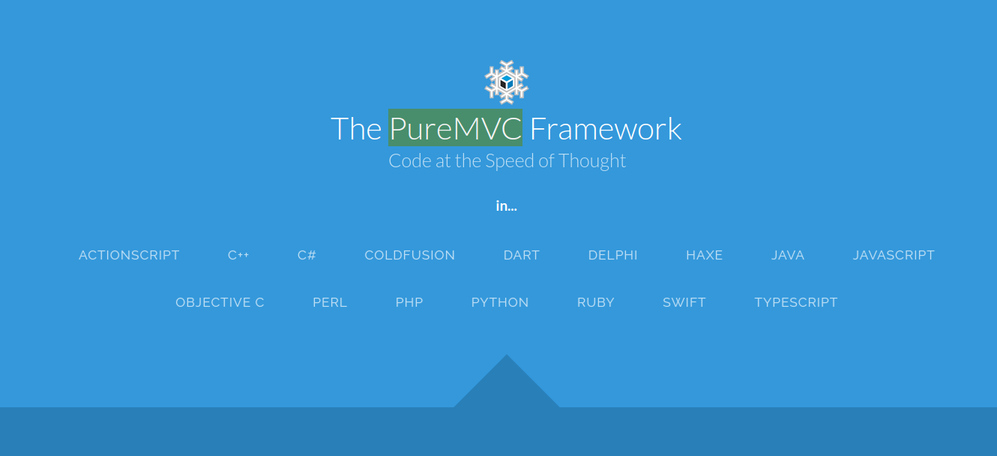 The PureMVC Framework
Code at the Speed of Thought
in...
ACTIONSCRIPT C++ C# COLDFUSION DART DELPHI HAXE JAVA JAVASCRIPT
OBJECTIVE C PERL PHP PYTHON RUBY SWIFT TYPESCRIPT